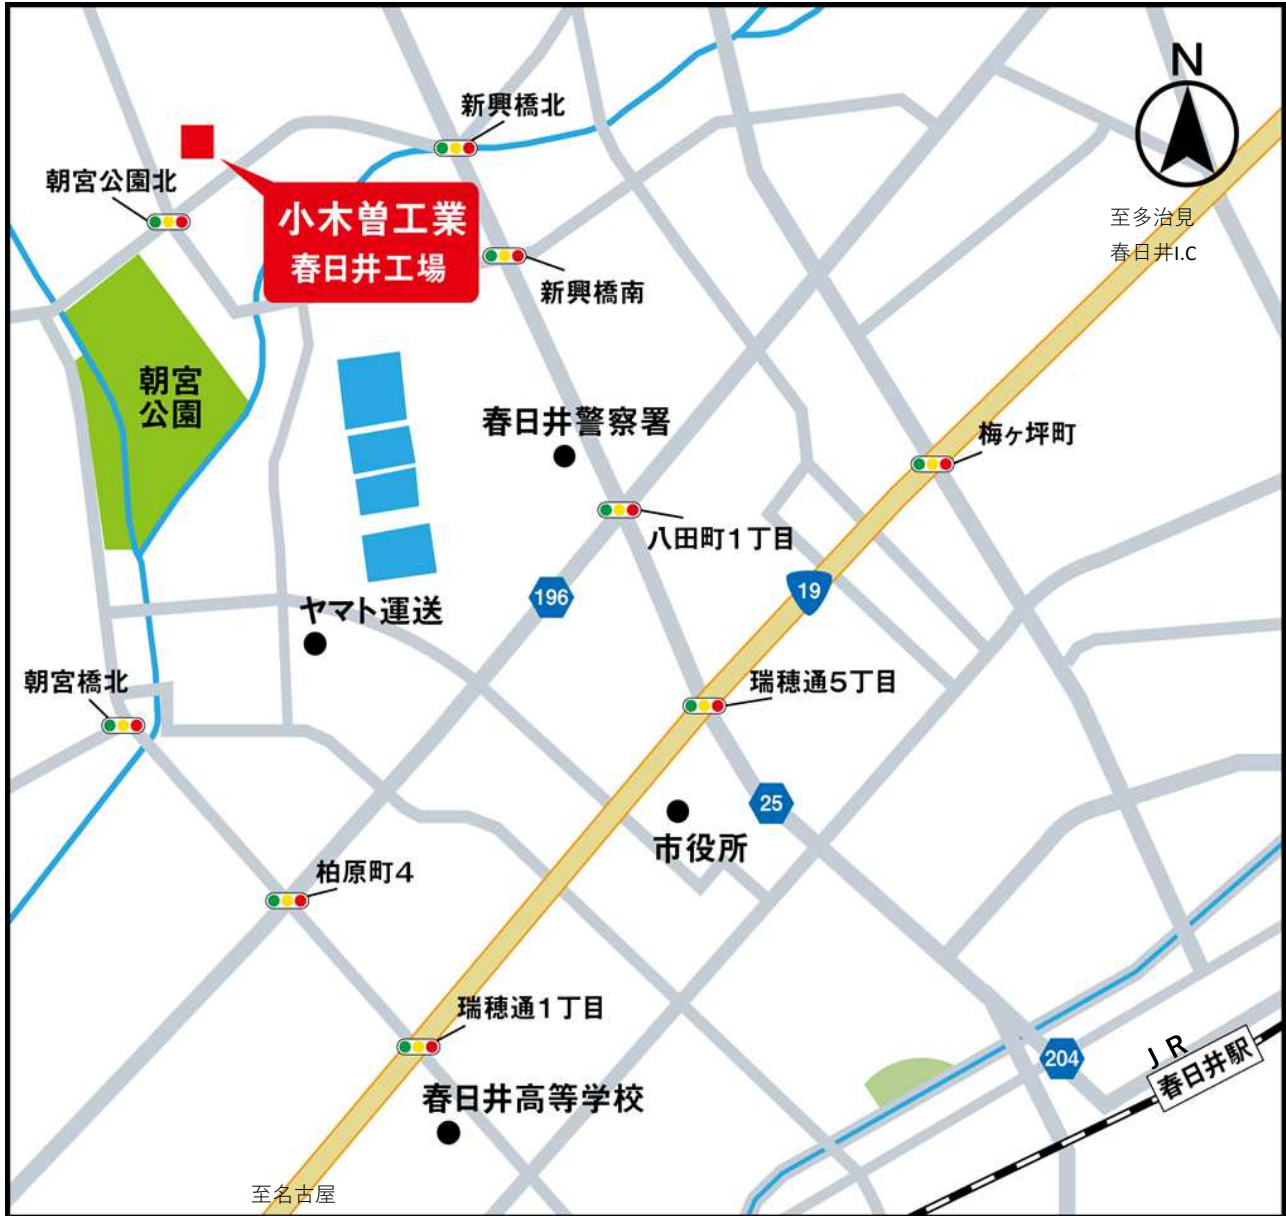 N
新興橋北
朝宮公園北
小木曽工業
春日井工場
至多治見
春日井I.C
新興橋南
朝宮
公園
春日井警察署
梅ヶ坪町
八田町1丁目
196
19
ヤマト運送
朝宮橋北
瑞穂通5丁目
25
市役所
柏原町4
瑞穂通1丁目
204
JR
春日井駅
春日井高等学校
至名古屋